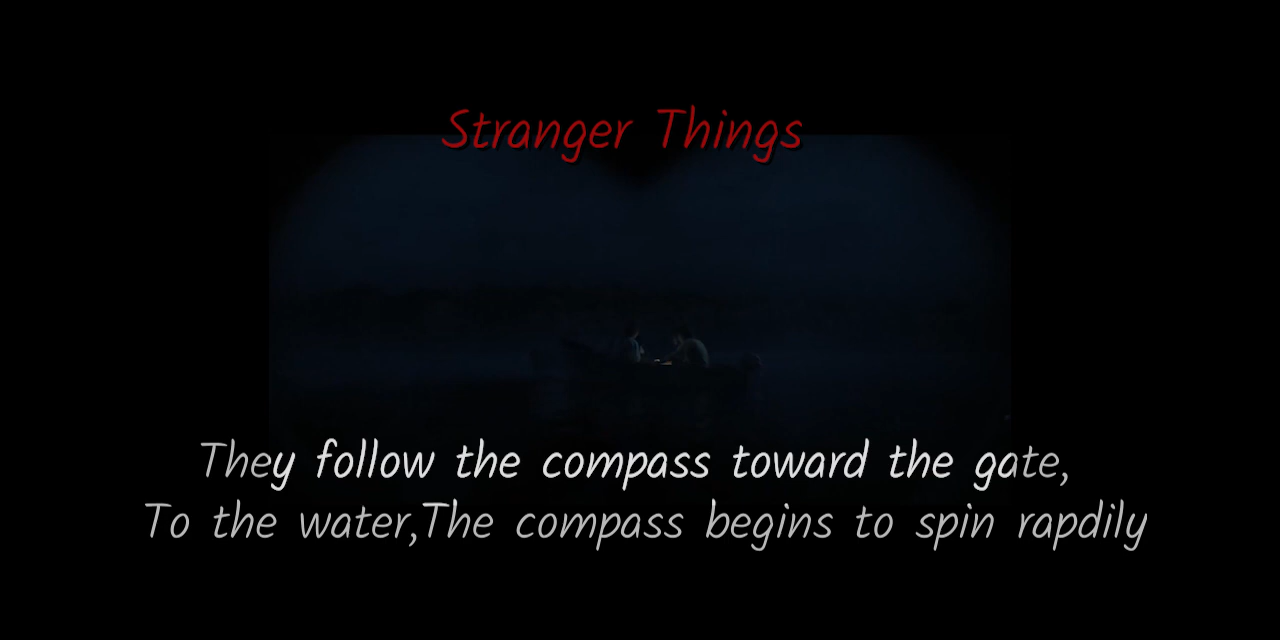 Stranger Things
They follow the compass toward the gate,
To the water,The compass begins to spin rapdily